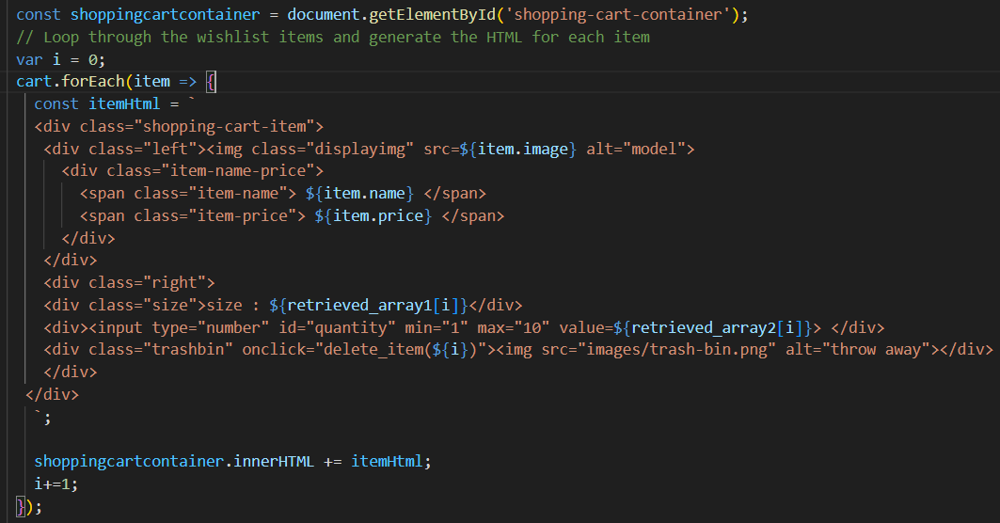 const shoppingcartcontainer = document.getElementById('shopping-cart-container');
// Loop through the wishlist items and generate the HTML for each item
var i = 0;
cart.forEach(item => {
const itemHtml = `
<div class="shopping-cart-item">
<div class="left"><img class="displayimg" src=${item.image} alt="model">
<div class="item-name-price">
<span class="item-name"> ${item.name} </span>
<span class="item-price"> ${item.price} </span>
</div>
</div>
<div class="right">
<div class="size">size : ${retrieved_array1[i]}</div>
<div><input type="number" id="quantity" min="1" max="10" value=${retrieved_array2[i]}> </div>
<div class="trashbin" onclick="delete_item(${i})"><img src="images/trash-bin.png" alt="throw away"></div>
</div>
</div>
`;
shoppingcartcontainer.innerHTML += itemHtml;
i+=1;
});